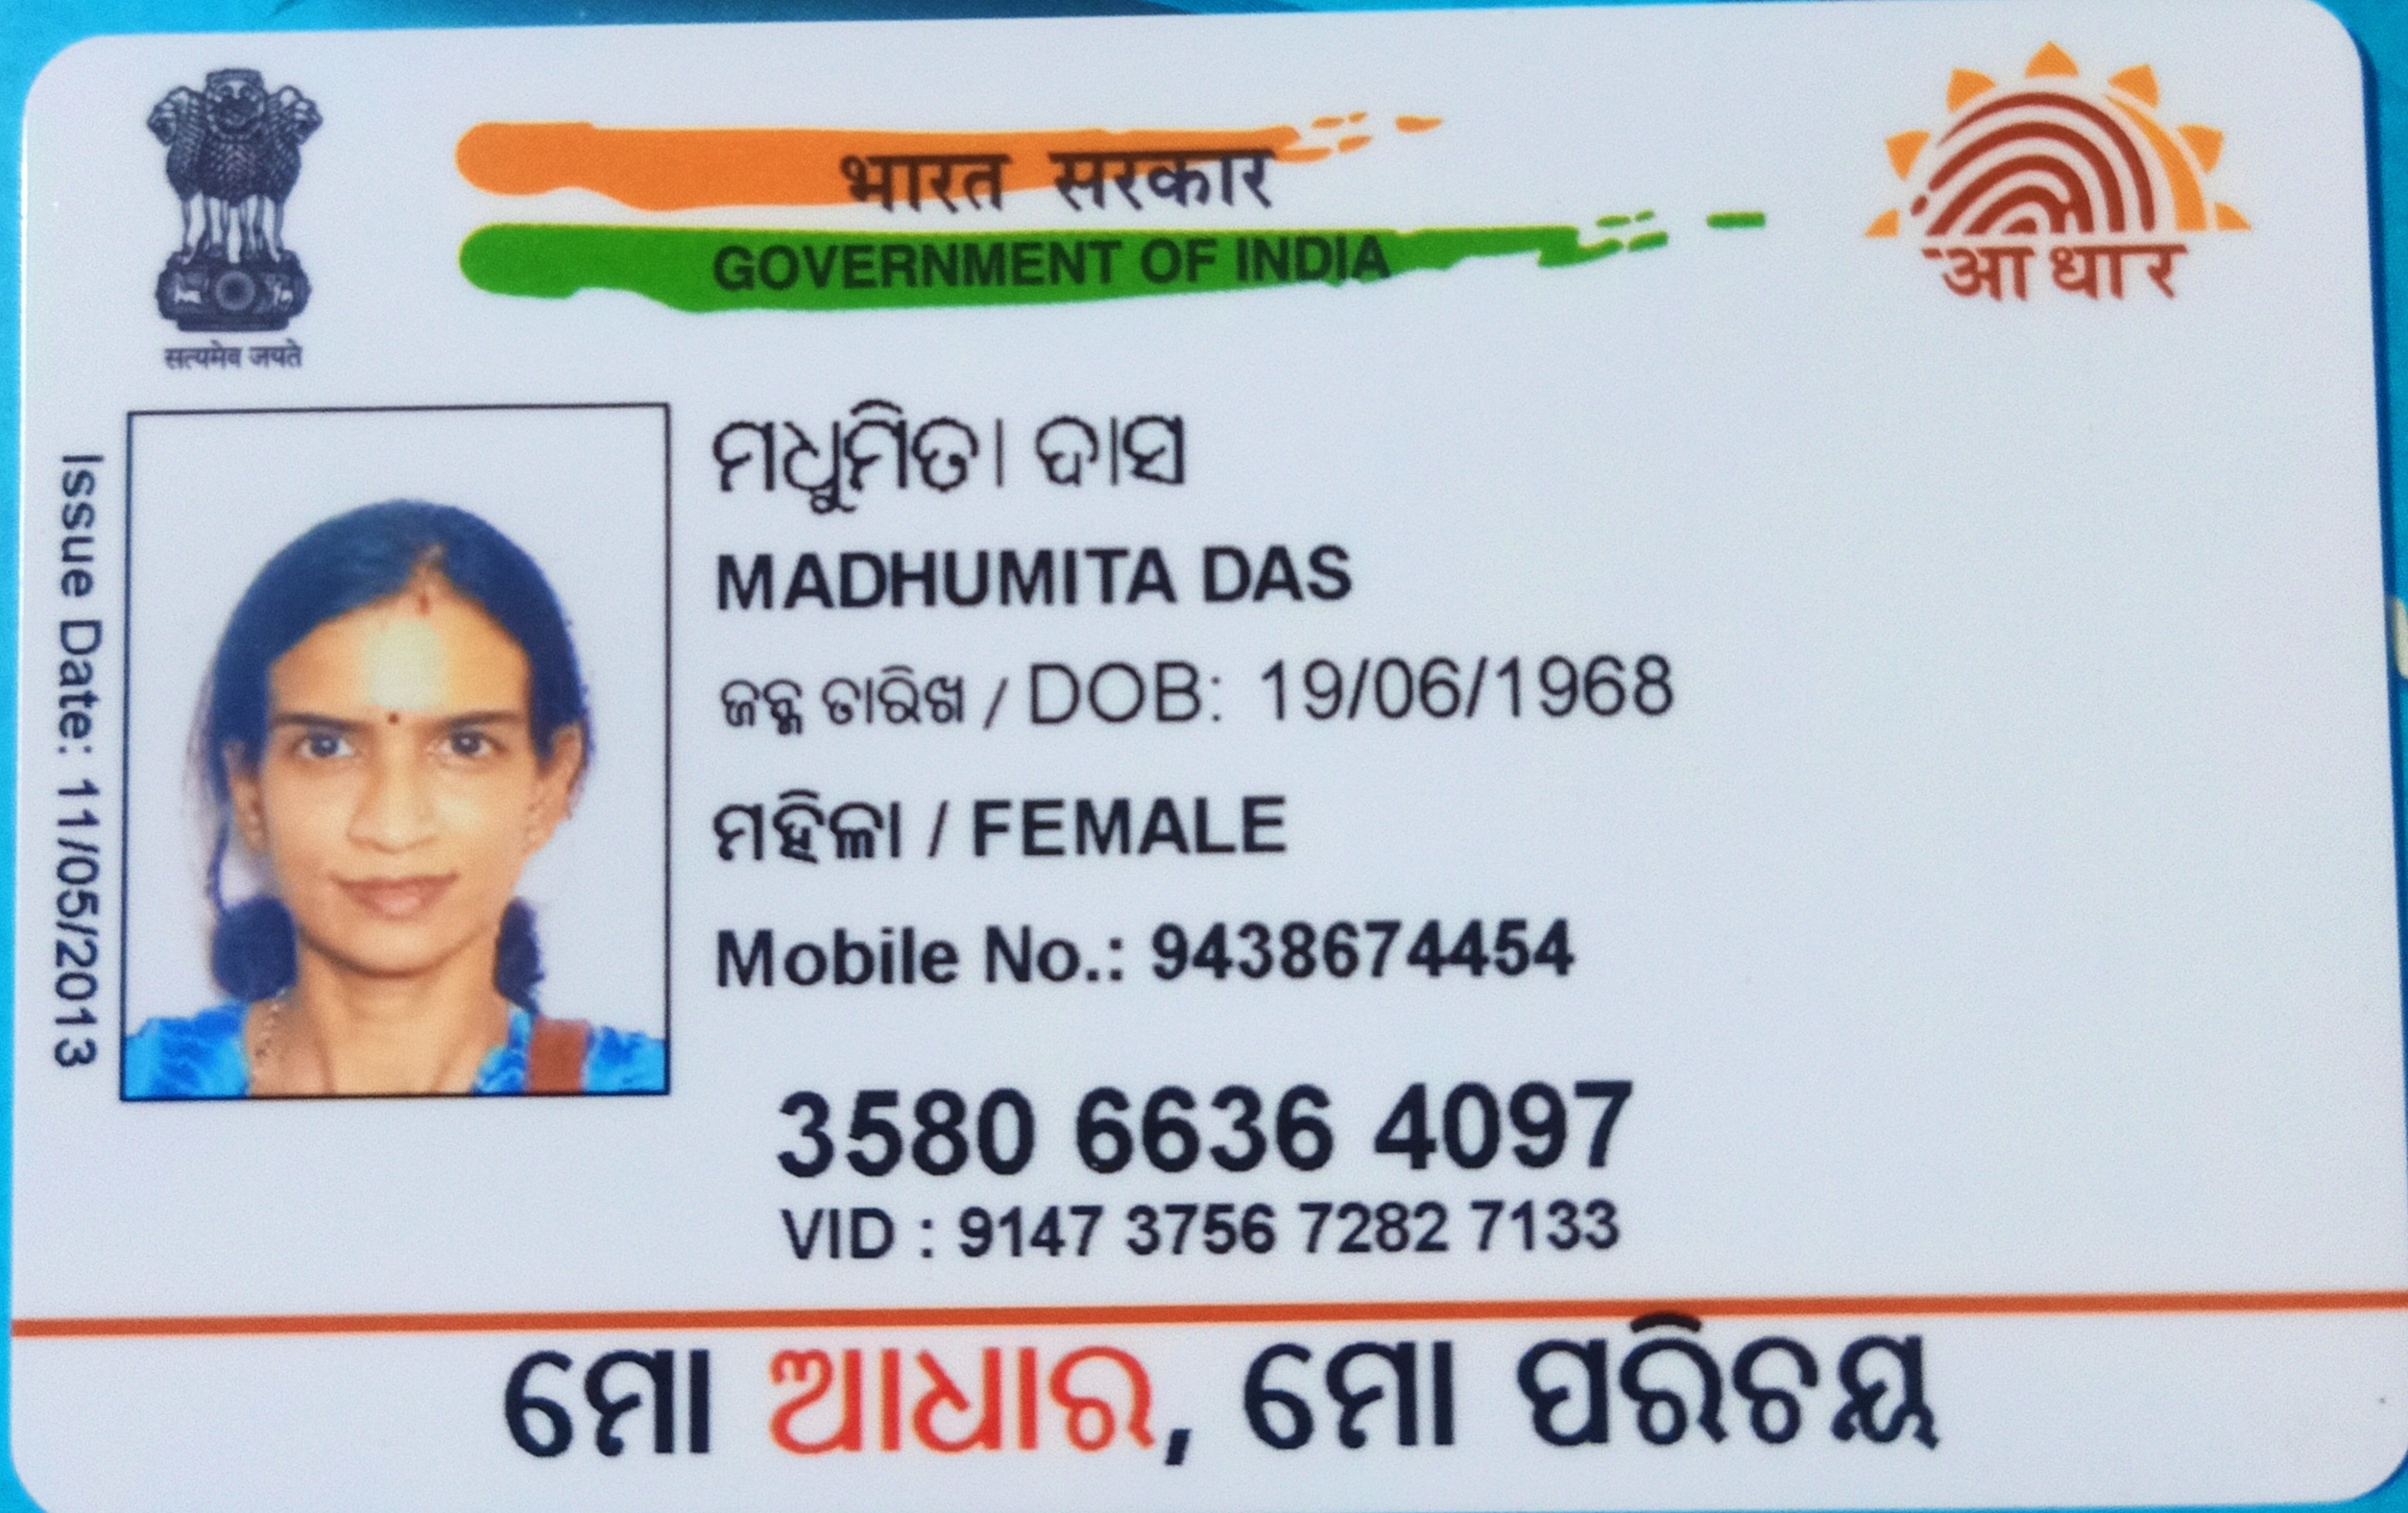 भारत सरकार
GOVERNMENT OF INDIA
आधार
सत्यमेव जयते
Issue Date: 11/05/2013
ମଧୁମିତା ଦାସ
MADHUMITA DAS
ଜନ୍ମ ତାରିଖ / DOB: 19/06/1968
ମହିଳା / FEMALE
Mobile No.: 9438674454
3580 6636 4097
VID : 9147 3756 7282 7133
ମୋ ଆଧାର, ମୋ ପରିଚୟ